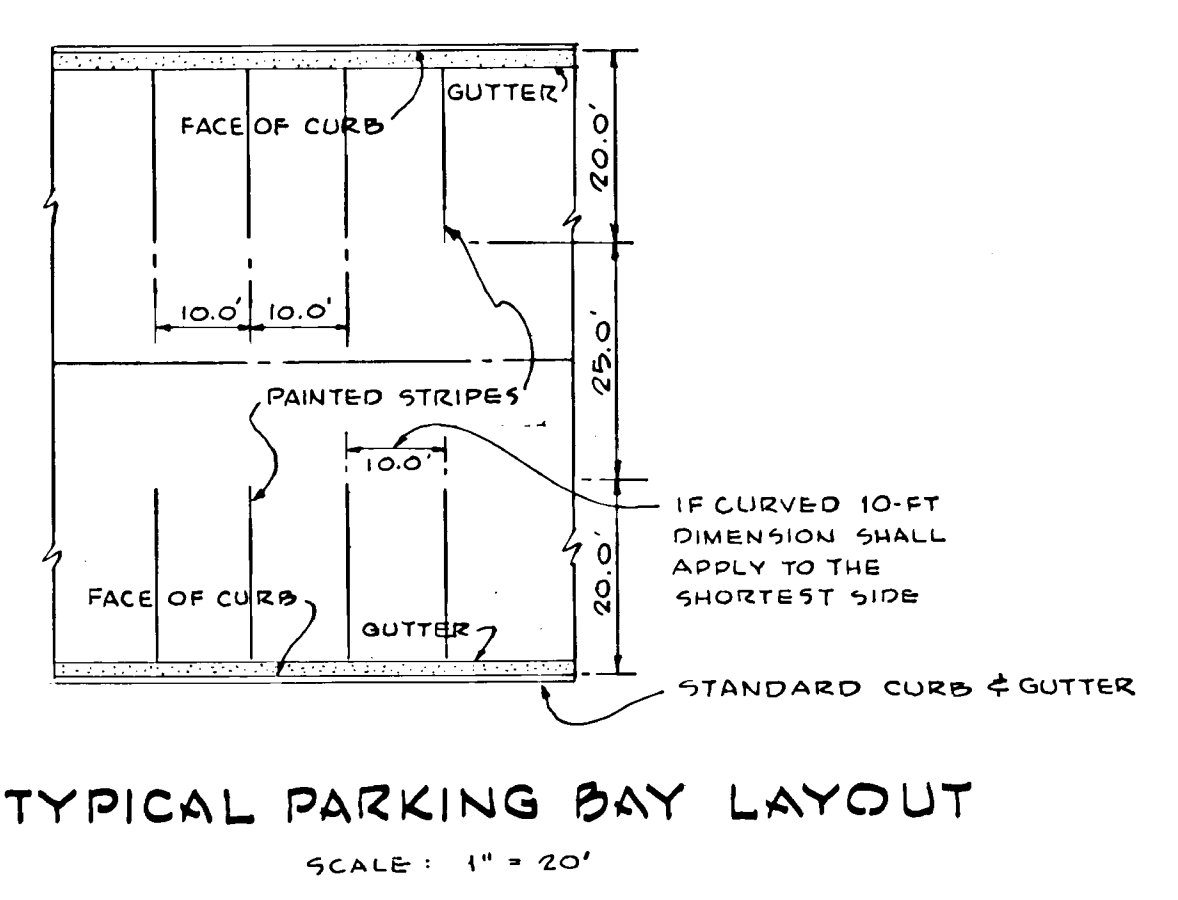 GUTTER
FACE OF CURB
20.0'
10.0' 10.0'
25.0'
PAINTED STRIPES
10.0'
IF CURVED 10-FT
DIMENSION SHALL
APPLY TO THE
SHORTEST SIDE
20.0'
FACE OF CURB
GUTTER
STANDARD CURB & GUTTER
TYPICAL PARKING BAY LAYOUT
SCALE: 1" = 20'